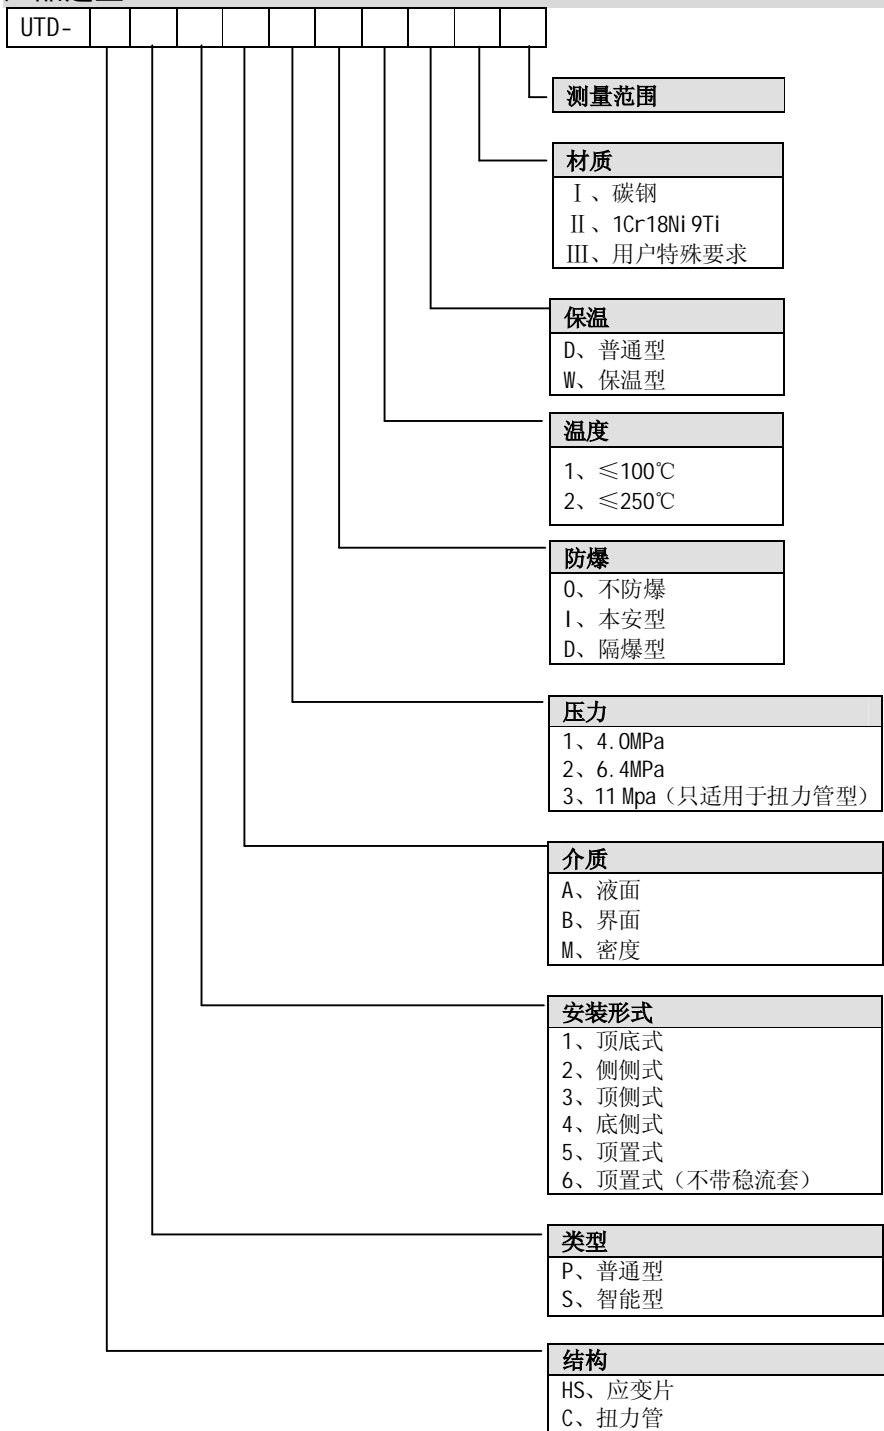 UTD-
测量范围
材质
Ⅰ、碳钢
Ⅱ、1Cr18Ni9Ti
Ⅲ、用户特殊要求
保温
D、普通型
W、保温型
温度
1、≤100℃
2、≤250℃
防爆
O、不防爆
I、本安型
D、隔爆型
压力
1、4.0MPa
2、6.4MPa
3、11Mpa（只适用于扭力管型）
介质
A、液面
B、界面
M、密度
安装形式
1、顶底式
2、侧侧式
3、顶侧式
4、底侧式
5、顶置式
6、顶置式（不带稳流套）
类型
P、普通型
S、智能型
结构
HS、应变片
C、扭力管